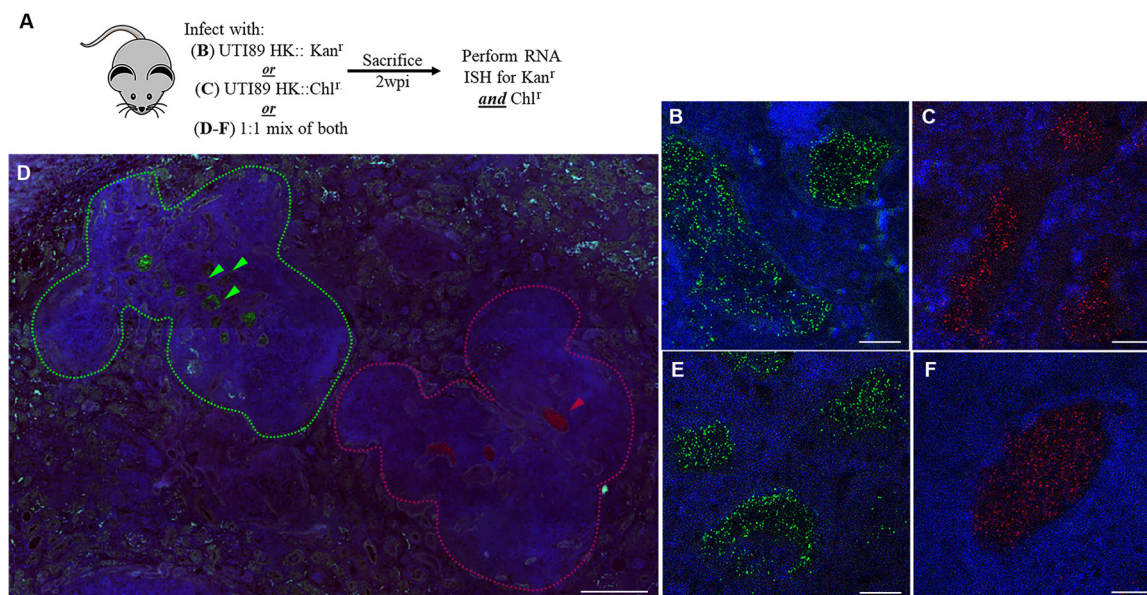 A
Infect with:
(B) UTI89 HK:: Kanʳ
or
(C) UTI89 HK::Chlʳ
or
(D-F) 1:1 mix of both
Sacrifice
2wpi
Perform RNA
ISH for Kanʳ
and Chlʳ
B
C
D
E
F